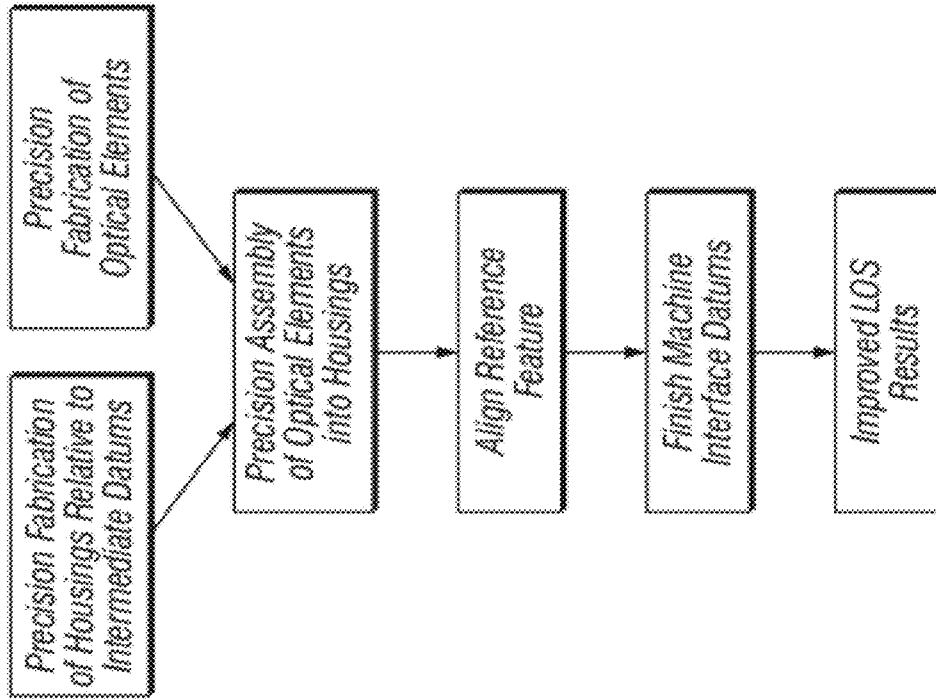 Precision Fabrication
of Housings Relative to
Intermediate Datums
Precision
Fabrication of
Optical Elements
Precision Assembly
of Optical Elements
into Housings
Align Reference
Feature
Finish Machine
Interface Datums
Improved LOS
Results